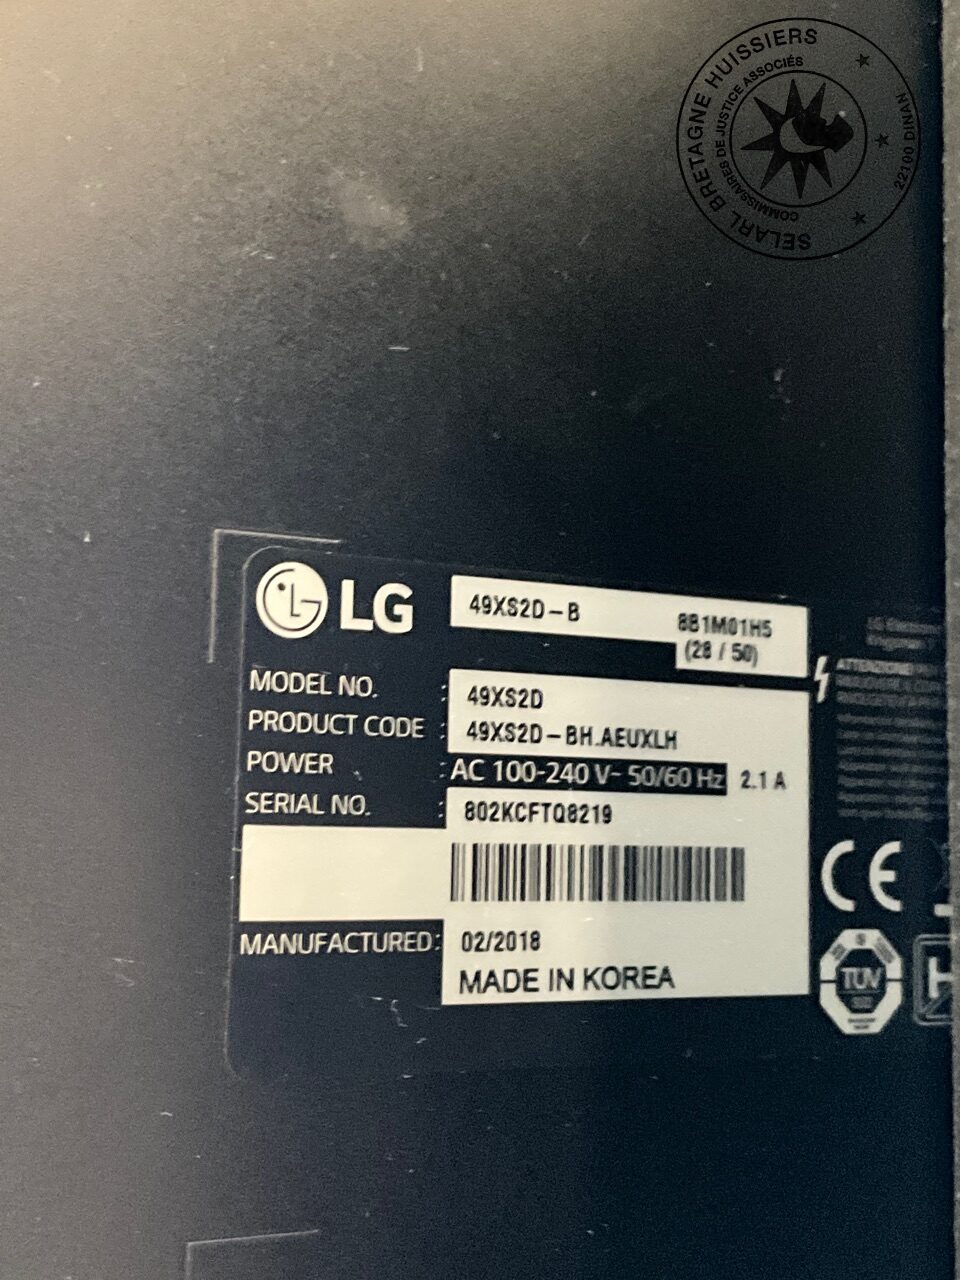 SELARL BRETAGNE HUISSIERS
COMMISSAIRES DE JUSTICE ASSOCIÉS
22100 DINAN
LG
49XS2D-B
8B1M01H5
(28 / 50)
MODEL NO. : 49XS2D
PRODUCT CODE : 49XS2D-BH.AEUXLH
POWER : AC 100-240 V~ 50/60 Hz 2.1 A
SERIAL NO. : 802KCFTQ8219
MANUFACTURED: 02/2018
MADE IN KOREA
ATTENZIONE
CE
TÜV